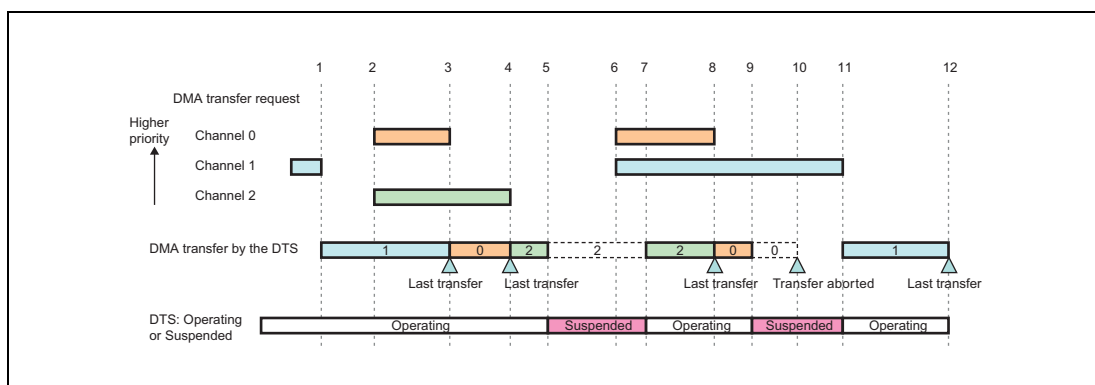 1 2 3 4 5 6 7 8 9 10 11 12
DMA transfer request
Higher
priority
Channel 0
Channel 1
Channel 2
DMA transfer by the DTS
1 0 2 2 2 0 0 1
Last transfer Last transfer Last transfer Transfer aborted Last transfer
DTS: Operating
or Suspended
Operating Suspended Operating Suspended Operating